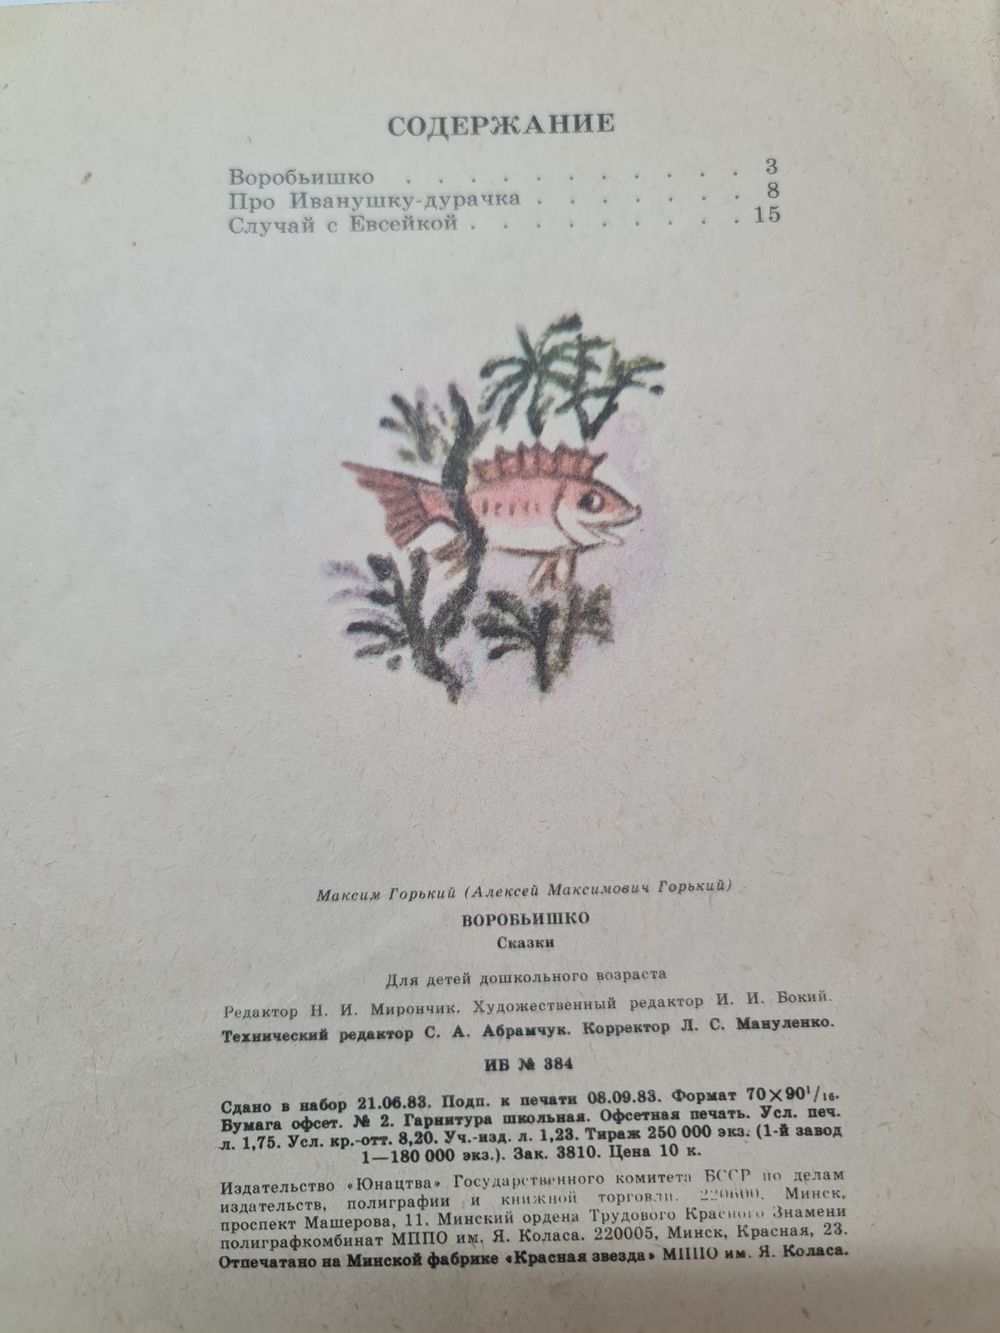 СОДЕРЖАНИЕ
Воробьишко . . . . . . . . . . . 3
Про Иванушку-дурачка . . . . . . . 8
Случай с Евсейкой . . . . . . . . . 15
Максим Горький (Алексей Максимович Горький)
ВОРОБЬИШКО
Сказки
Для детей дошкольного возраста
Редактор Н. И. Мирончик. Художественный редактор И. И. Бокий.
Технический редактор С. А. Абрамчук. Корректор Л. С. Мануленко.
ИБ № 384
Сдано в набор 21.06.83. Подп. к печати 08.09.83. Формат 70×90¹/₁₆.
Бумага офсет. № 2. Гарнитура школьная. Офсетная печать. Усл. печ.
л. 1,75. Усл. кр.-отт. 8,20. Уч.-изд. л. 1,23. Тираж 250 000 экз. (1-й завод
1—180 000 экз.). Зак. 3810. Цена 10 к.
Издательство «Юнацтва» Государственного комитета БССР по делам
издательств, полиграфии и книжной торговли. 220600, Минск,
проспект Машерова, 11. Минский ордена Трудового Красного Знамени
полиграфкомбинат МППО им. Я. Коласа. 220005, Минск, Красная, 23.
Отпечатано на Минской фабрике «Красная звезда» МППО им. Я. Коласа.